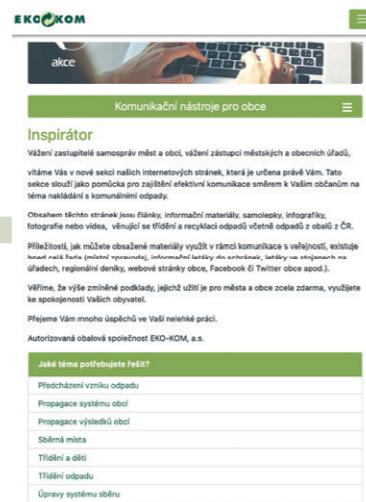 EKO KOM
akce
Komunikační nástroje pro obce
Inspirátor
Vážení zastupitelé samospráv měst a obcí, vážení zástupci městských a obecních úřadů,
vítáme Vás v nové sekci našich internetových stránek, která je určena právě Vám. Tato
sekce slouží jako pomůcka pro zajištění efektivní komunikace směrem k Vašim občanům na
téma nakládání s komunálními odpady.
Obsahem těchto stránek jsou články, informační materiály, samolepky, infografiky,
fotografie nebo videa, věnující se třídění a recyklaci odpadů včetně odpadů z obalů z ČR.
Příležitostí, jak můžete obsažené materiály využít v rámci komunikace s veřejností, existuje
hned celá řada (místní zpravodaj, informační letáky do schránek, letáky ve stojanech na
úřadech, regionální deníky, webové stránky obce, Facebook či Twitter obce apod.).
Věříme, že výše zmíněné podklady, jejichž užití je pro města a obce zcela zdarma, využijete
ke spokojenosti Vašich obyvatel.
Přejeme Vám mnoho úspěchů ve Vaší nelehké práci.
Autorizovaná obalová společnost EKO-KOM, a.s.
Jaké téma potřebujete řešit?
Předcházení vzniku odpadu
Propagace systému obcí
Propagace výsledků obcí
Sběrná místa
Třídění a děti
Třídění odpadu
Úpravy systému sběru